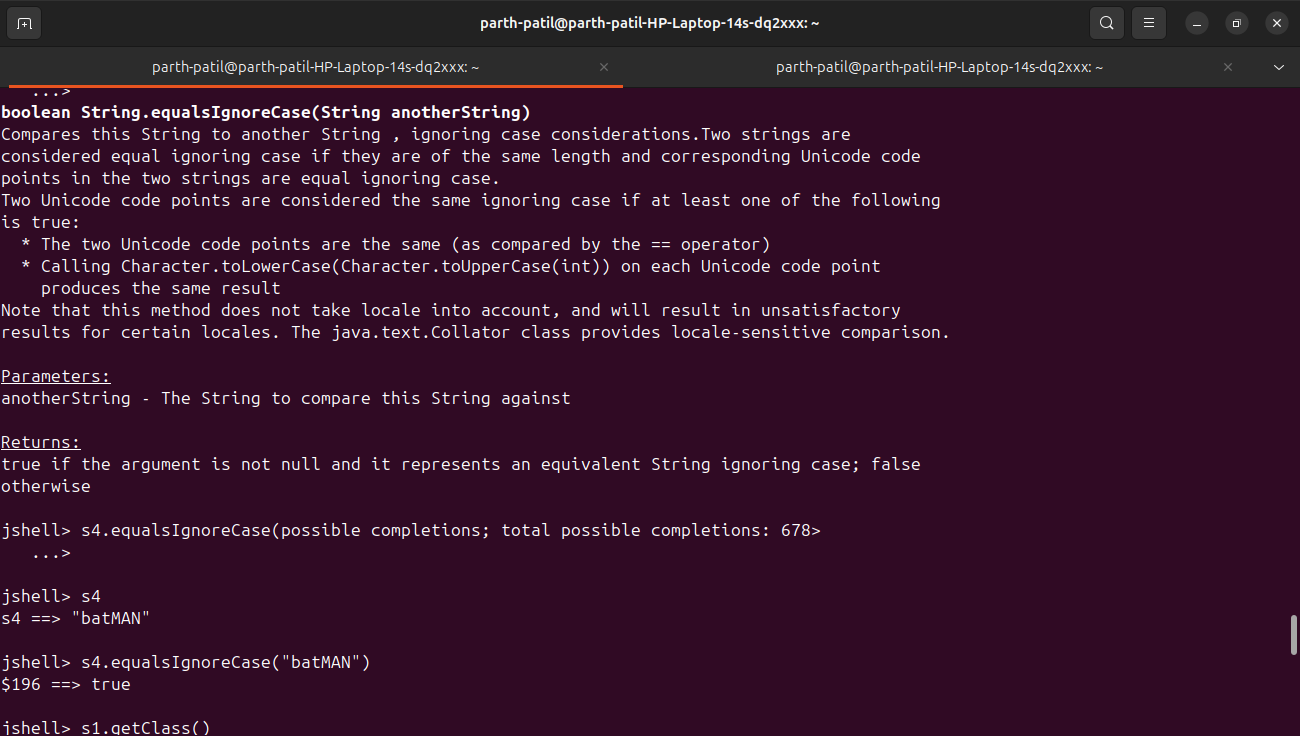 parth-patil@parth-patil-HP-Laptop-14s-dq2xxx: ~
parth-patil@parth-patil-HP-Laptop-14s-dq2xxx: ~
parth-patil@parth-patil-HP-Laptop-14s-dq2xxx: ~
...>
boolean String.equalsIgnoreCase(String anotherString)
Compares this String to another String , ignoring case considerations.Two strings are
considered equal ignoring case if they are of the same length and corresponding Unicode code
points in the two strings are equal ignoring case.
Two Unicode code points are considered the same ignoring case if at least one of the following
is true:
* The two Unicode code points are the same (as compared by the == operator)
* Calling Character.toLowerCase(Character.toUpperCase(int)) on each Unicode code point
produces the same result
Note that this method does not take locale into account, and will result in unsatisfactory
results for certain locales. The java.text.Collator class provides locale-sensitive comparison.
Parameters:
anotherString - The String to compare this String against
Returns:
true if the argument is not null and it represents an equivalent String ignoring case; false
otherwise
jshell> s4.equalsIgnoreCase(possible completions; total possible completions: 678>
...>
jshell> s4
s4 ==> "batMAN"
jshell> s4.equalsIgnoreCase("batMAN")
$196 ==> true
jshell> s1.getClass()